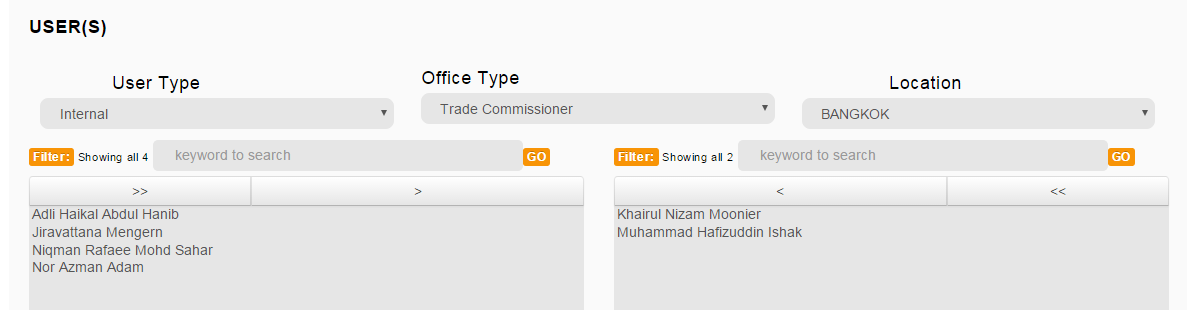 USER(S)
User Type Office Type Location
Internal Trade Commissioner BANGKOK
Filter: Showing all 4 keyword to search GO Filter: Showing all 2 keyword to search GO
>> > < <<
Adli Haikal Abdul Hanib Khairul Nizam Moonier
Jiravattana Mengern Muhammad Hafizuddin Ishak
Niqman Rafaee Mohd Sahar
Nor Azman Adam